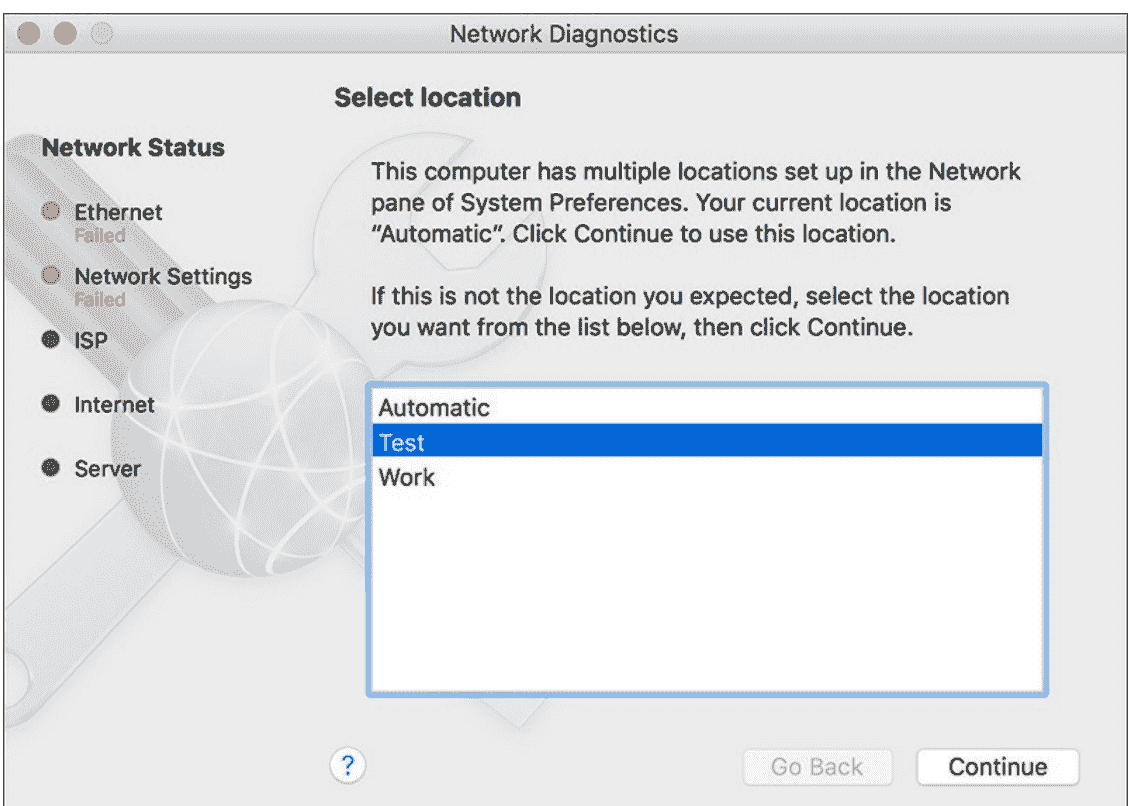 Network Diagnostics
Select location
Network Status
Ethernet
Failed
Network Settings
Failed
ISP
Internet
Server
This computer has multiple locations set up in the Network
pane of System Preferences. Your current location is
“Automatic”. Click Continue to use this location.
If this is not the location you expected, select the location
you want from the list below, then click Continue.
Automatic
Test
Work
?
Go Back
Continue